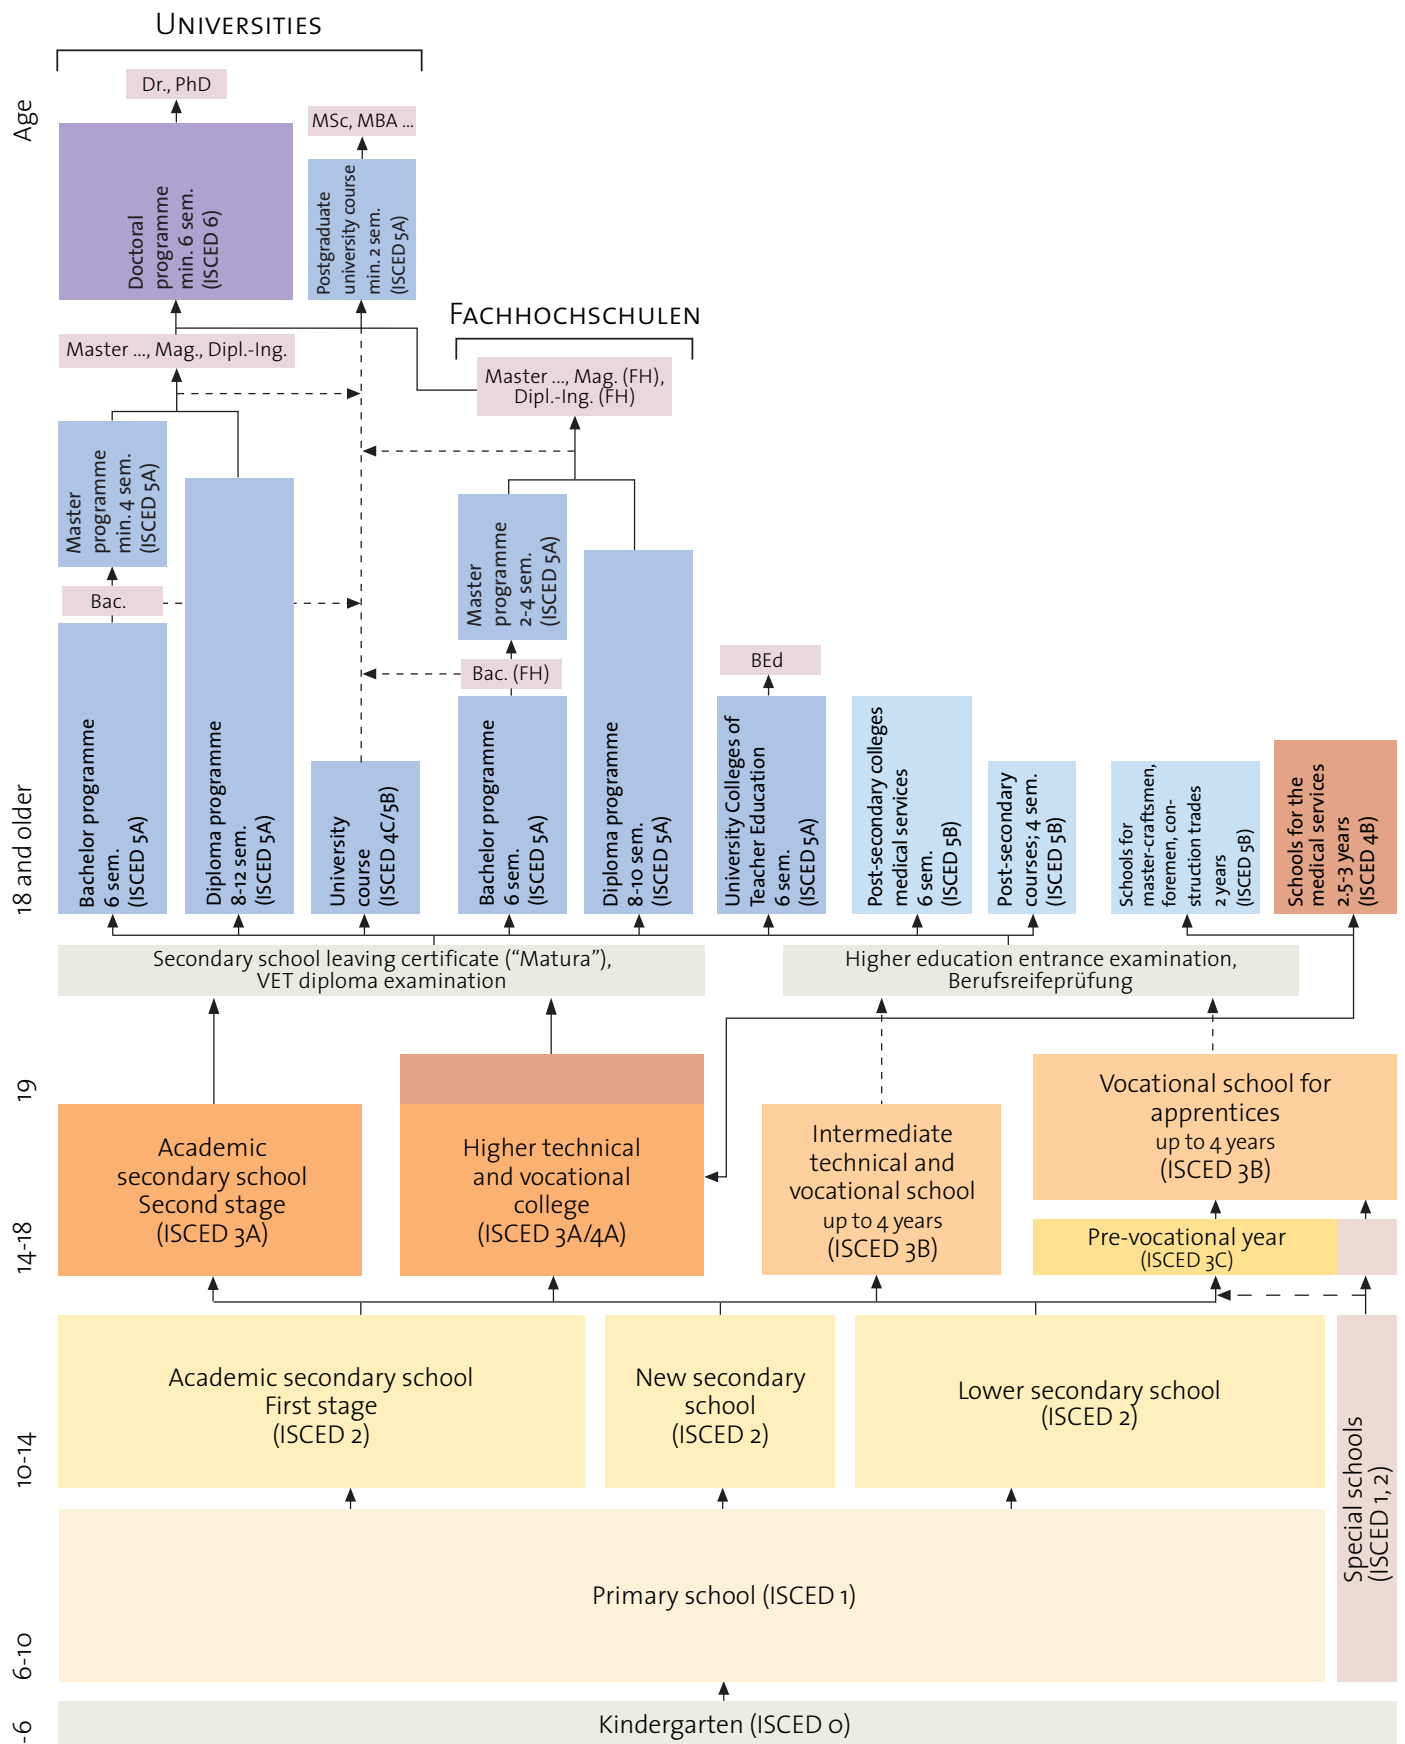 UNIVERSITIES
Age
Dr., PhD
MSc, MBA ...
Doctoral
programme
min. 6 sem.
(ISCED 6)
Postgraduate
university course
min. 2 sem.
(ISCED 5A)
FACHHOCHSCHULEN
Master ..., Mag., Dipl.-Ing.
Master ..., Mag. (FH),
Dipl.-Ing. (FH)
Master
programme
min. 4 sem.
(ISCED 5A)
Master
programme
2-4 sem.
(ISCED 5A)
Bac.
Bac. (FH)
BEd
18 and older
Bachelor programme
6 sem.
(ISCED 5A)
Diploma programme
8-12 sem.
(ISCED 5A)
University
course
(ISCED 4C/5B)
Bachelor programme
6 sem.
(ISCED 5A)
Diploma programme
8-10 sem.
(ISCED 5A)
University Colleges of
Teacher Education
6 sem.
(ISCED 5A)
Post-secondary colleges
medical services
6 sem.
(ISCED 5B)
Post-secondary
courses; 4 sem.
(ISCED 5B)
Schools for
master-craftsmen,
foremen, con-
struction trades
2 years
(ISCED 5B)
Schools for the
medical services
2.5-3 years
(ISCED 4B)
Secondary school leaving certificate (“Matura”),
VET diploma examination
Higher education entrance examination,
Berufsreifeprüfung
19
14-18
Academic
secondary school
Second stage
(ISCED 3A)
Higher technical
and vocational
college
(ISCED 3A/4A)
Intermediate
technical and
vocational school
up to 4 years
(ISCED 3B)
Vocational school for
apprentices
up to 4 years
(ISCED 3B)
Pre-vocational year
(ISCED 3C)
10-14
Academic secondary school
First stage
(ISCED 2)
New secondary
school
(ISCED 2)
Lower secondary school
(ISCED 2)
Special schools
(ISCED 1, 2)
6-10
Primary school (ISCED 1)
-6
Kindergarten (ISCED 0)